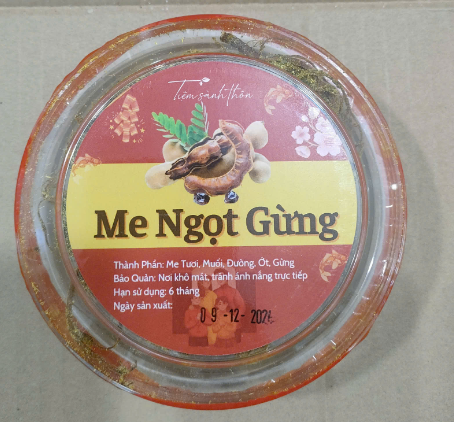 Tiệm sành thôn
Me Ngọt Gừng
Thành Phần: Me Tươi, Muối, Đường, Ớt, Gừng
Bảo Quản: Nơi khô mát, tránh ánh nắng trực tiếp
Hạn sử dụng: 6 tháng
Ngày sản xuất:
09-12-202